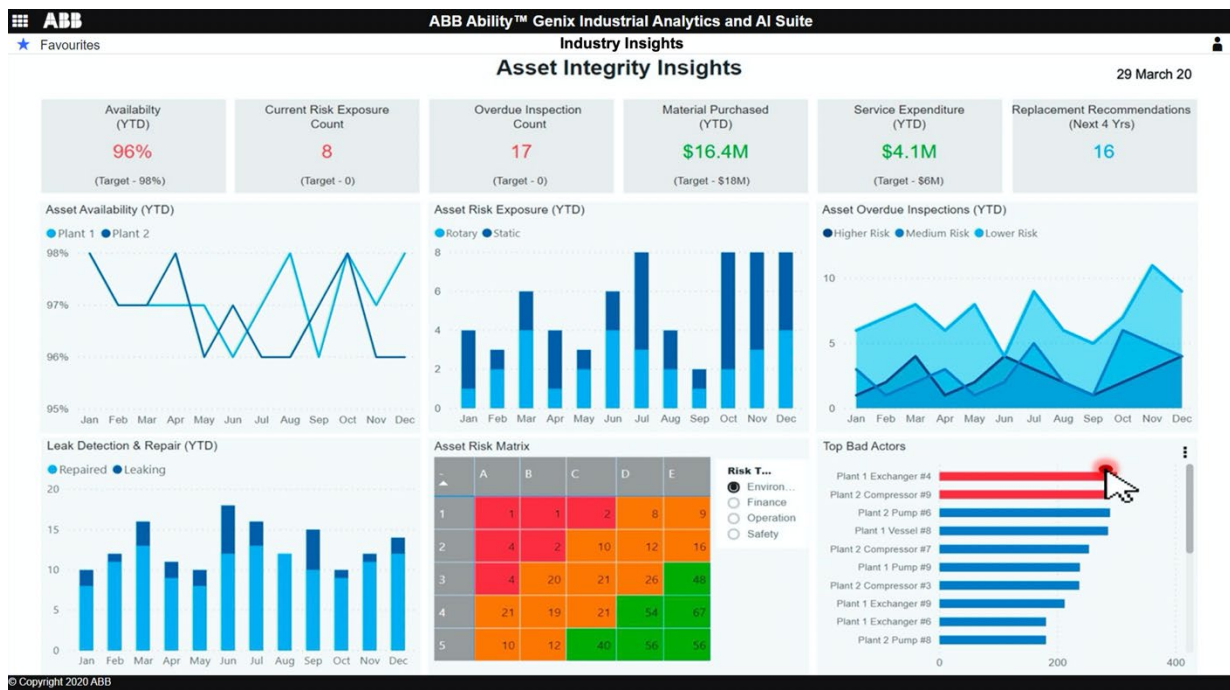 ABB
ABB Ability™ Genix Industrial Analytics and AI Suite
Favourites
Industry Insights
Asset Integrity Insights
29 March 20
Availabilty
(YTD)
96%
(Target - 98%)
Current Risk Exposure
Count
8
(Target - 0)
Overdue Inspection
Count
17
(Target - 0)
Material Purchased
(YTD)
$16.4M
(Target - $18M)
Service Expenditure
(YTD)
$4.1M
(Target - $6M)
Replacement Recommendations
(Next 4 Yrs)
16
Asset Availability (YTD)
Plant 1 Plant 2
98%
97%
96%
95%
Jan Feb Mar Apr May Jun Jul Aug Sep Oct Nov Dec
Asset Risk Exposure (YTD)
Rotary Static
8
6
4
2
0
Jan Feb Mar Apr May Jun Jul Aug Sep Oct Nov Dec
Asset Overdue Inspections (YTD)
Higher Risk Medium Risk Lower Risk
10
5
0
Jan Feb Mar Apr May Jun Jul Aug Sep Oct Nov Dec
Leak Detection & Repair (YTD)
Repaired Leaking
20
15
10
5
0
Jan Feb Mar Apr May Jun Jul Aug Sep Oct Nov Dec
Asset Risk Matrix
A B C D E
1 1 1 2 8 9
2 4 2 10 12 16
3 4 20 21 26 48
4 21 19 21 54 67
5 10 12 40 56 56
Risk T...
Environ...
Finance
Operation
Safety
Top Bad Actors
Plant 1 Exchanger #4
Plant 2 Compressor #9
Plant 2 Pump #6
Plant 1 Vessel #8
Plant 2 Compressor #7
Plant 1 Pump #9
Plant 2 Compressor #3
Plant 1 Exchanger #9
Plant 1 Exchanger #6
Plant 2 Pump #8
0 200 400
© Copyright 2020 ABB